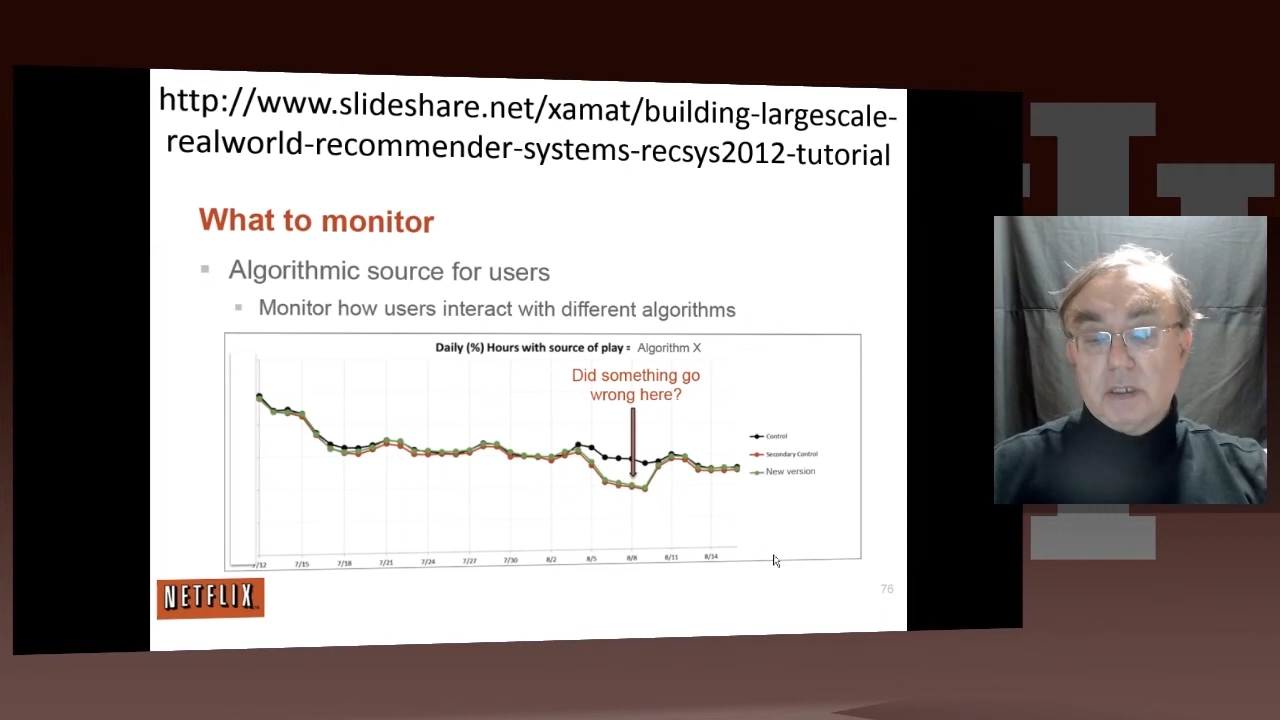 http://www.slideshare.net/xamat/building-largescale-
realworld-recommender-systems-recsys2012-tutorial
What to monitor
Algorithmic source for users
Monitor how users interact with different algorithms
Daily (%) Hours with source of play = Algorithm X
Did something go
wrong here?
Control
Secondary Control
New version
7/12 7/15 7/18 7/21 7/24 7/27 7/30 8/2 8/5 8/8 8/11 8/14
NETFLIX
76